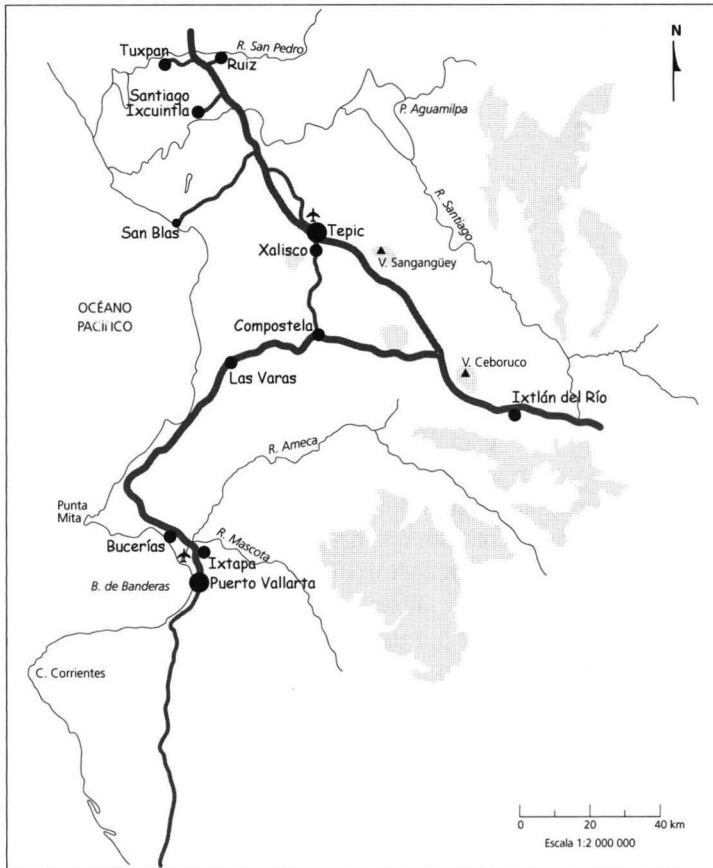 N
Tuxpan
R. San Pedro
Ruiz
Santiago
Ixcuintla
P. Aguamilpa
R. Santiago
San Blas
Tepic
Xalisco
V. Sangangüey
OCÉANO
PACÍFICO
Compostela
V. Ceboruco
Las Varas
Ixtlán del Río
R. Ameca
Punta
Mita
Bucerías
R. Mascota
Ixtapa
B. de Banderas
Puerto Vallarta
C. Corrientes
0 20 40 km
Escala 1:2 000 000